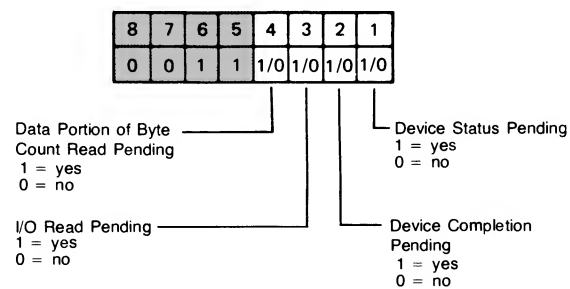 8 7 6 5 4 3 2 1
0 0 1 1 1/0 1/0 1/0 1/0
Data Portion of Byte
Count Read Pending
1 = yes
0 = no
Device Status Pending
1 = yes
0 = no
I/O Read Pending
1 = yes
0 = no
Device Completion
Pending
1 = yes
0 = no